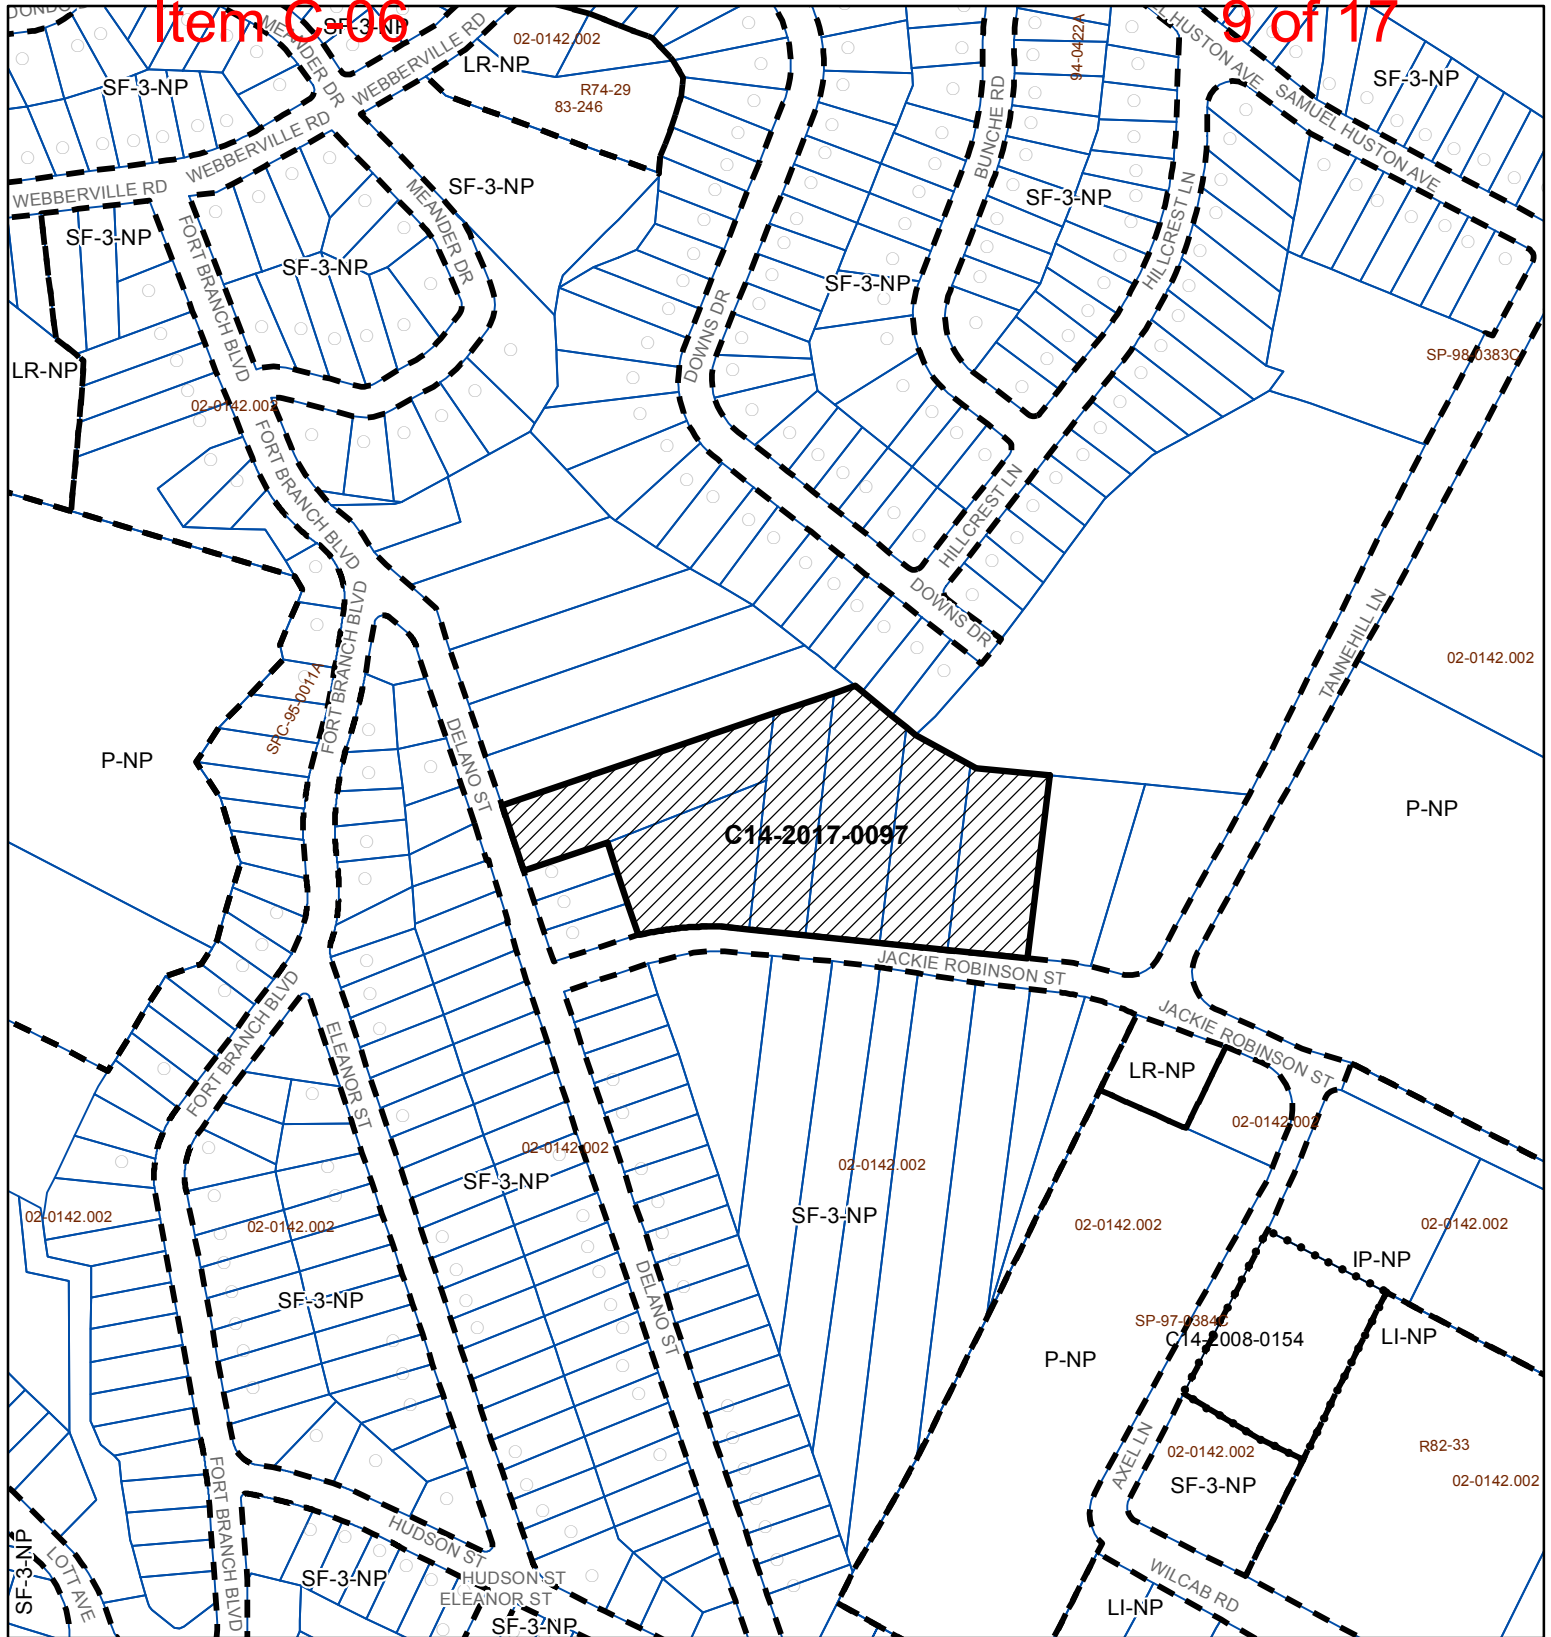 Item C-06
9 of 17
SF-3-NP
MEANDER DR
WEBBERVILLE RD
02-0142.002
LR-NP
R74-29
83-246
94-0422A
SAMUEL HUSTON AVE
SF-3-NP
SF-3-NP
WEBBERVILLE RD
WEBBERVILLE RD
BUNCHE RD
SAMUEL HUSTON AVE
SF-3-NP
MEANDER DR
SF-3-NP
HILLCREST LN
SF-3-NP
FORT BRANCH BLVD
SF-3-NP
SF-3-NP
DOWNS DR
LR-NP
SP-98-0383C
02-0142.002
FORT BRANCH BLVD
HILLCREST LN
DOWNS DR
FORT BRANCH BLVD
SPC-95-0011A
TANNEHILL LN
02-0142.002
P-NP
DELANO ST
P-NP
C14-2017-0097
JACKIE ROBINSON ST
FORT BRANCH BLVD
ELEANOR ST
JACKIE ROBINSON ST
LR-NP
02-0142.002
02-0142.002
SF-3-NP
02-0142.002
SF-3-NP
02-0142.002
02-0142.002
02-0142.002
02-0142.002
IP-NP
SF-3-NP
DELANO ST
SP-97-0384C
C14-2008-0154
LI-NP
P-NP
AXEL LN
02-0142.002
SF-3-NP
R82-33
02-0142.002
FORT BRANCH BLVD
HUDSON ST
SF-3-NP
LOTT AVE
SF-3-NP
HUDSON ST
ELEANOR ST
SF-3-NP
WILCAB RD
LI-NP